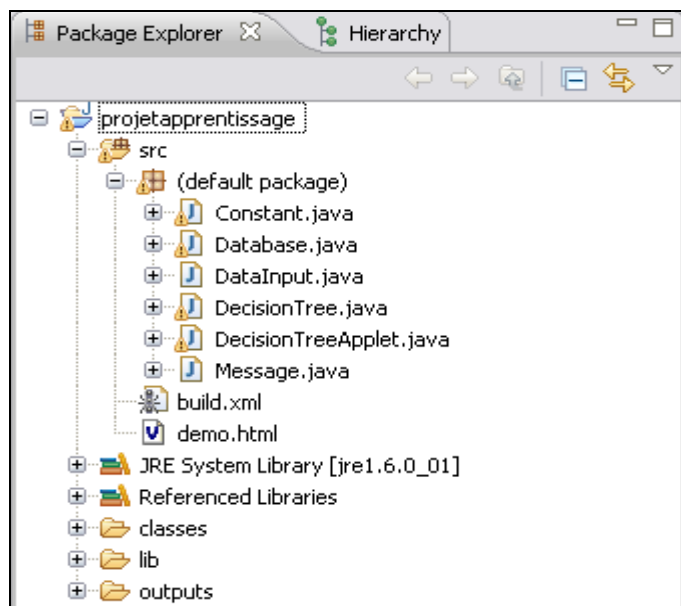 Package Explorer Hierarchy
projetapprentissage
src
(default package)
Constant.java
Database.java
DataInput.java
DecisionTree.java
DecisionTreeApplet.java
Message.java
build.xml
demo.html
JRE System Library [jre1.6.0_01]
Referenced Libraries
classes
lib
outputs